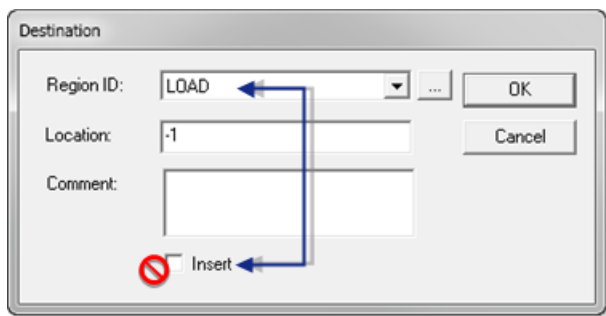 Destination
Region ID: LOAD ... OK
Location: -1 Cancel
Comment:
Insert